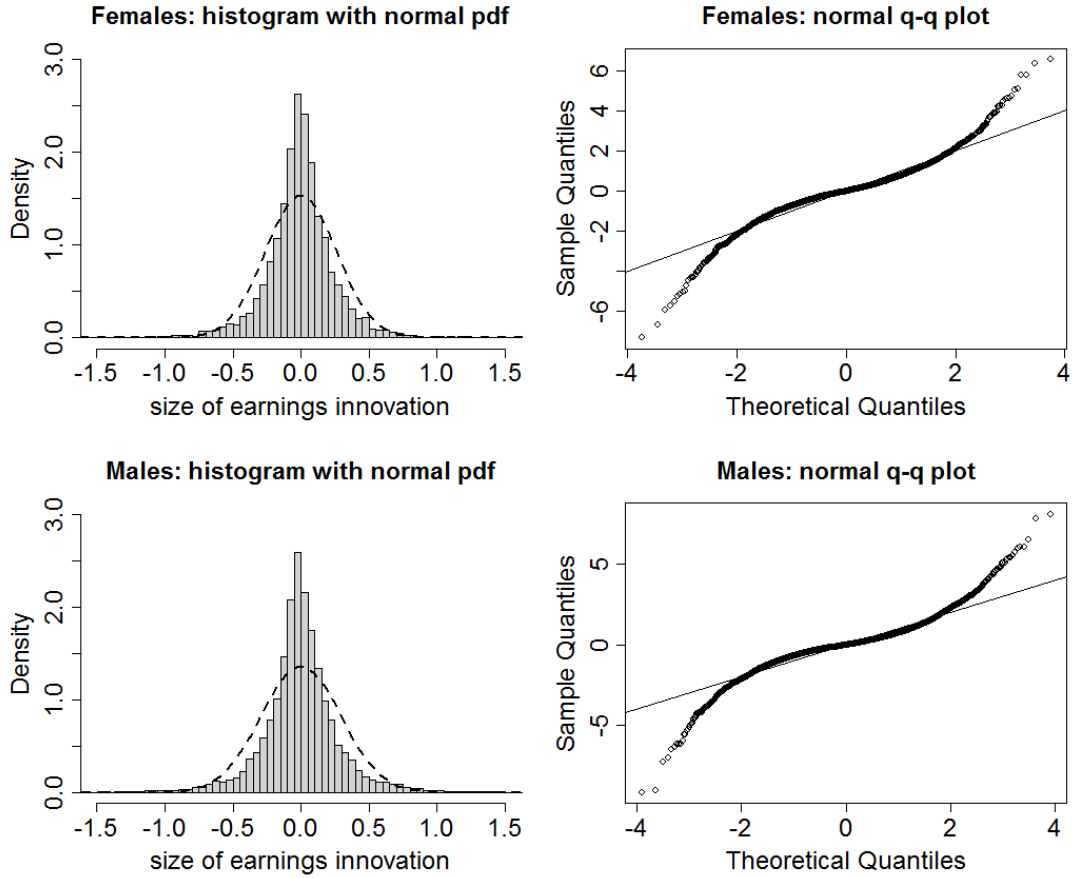 Females: histogram with normal pdf
Density
0.0 1.0 2.0 3.0
-1.5 -1.0 -0.5 0.0 0.5 1.0 1.5
size of earnings innovation
Females: normal q-q plot
Sample Quantiles
-6 -2 0 2 4 6
-4 -2 0 2 4
Theoretical Quantiles
Males: histogram with normal pdf
Density
0.0 1.0 2.0 3.0
-1.5 -1.0 -0.5 0.0 0.5 1.0 1.5
size of earnings innovation
Males: normal q-q plot
Sample Quantiles
-5 0 5
-4 -2 0 2 4
Theoretical Quantiles